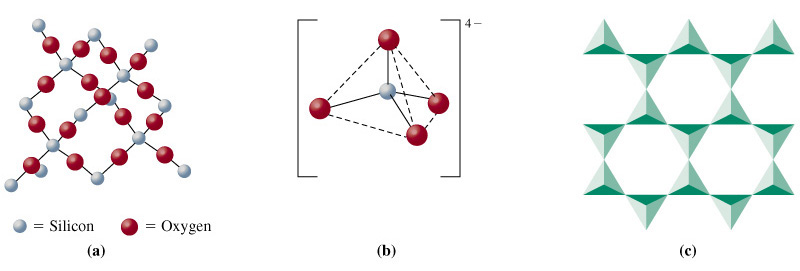 4−
= Silicon = Oxygen
(a) (b) (c)